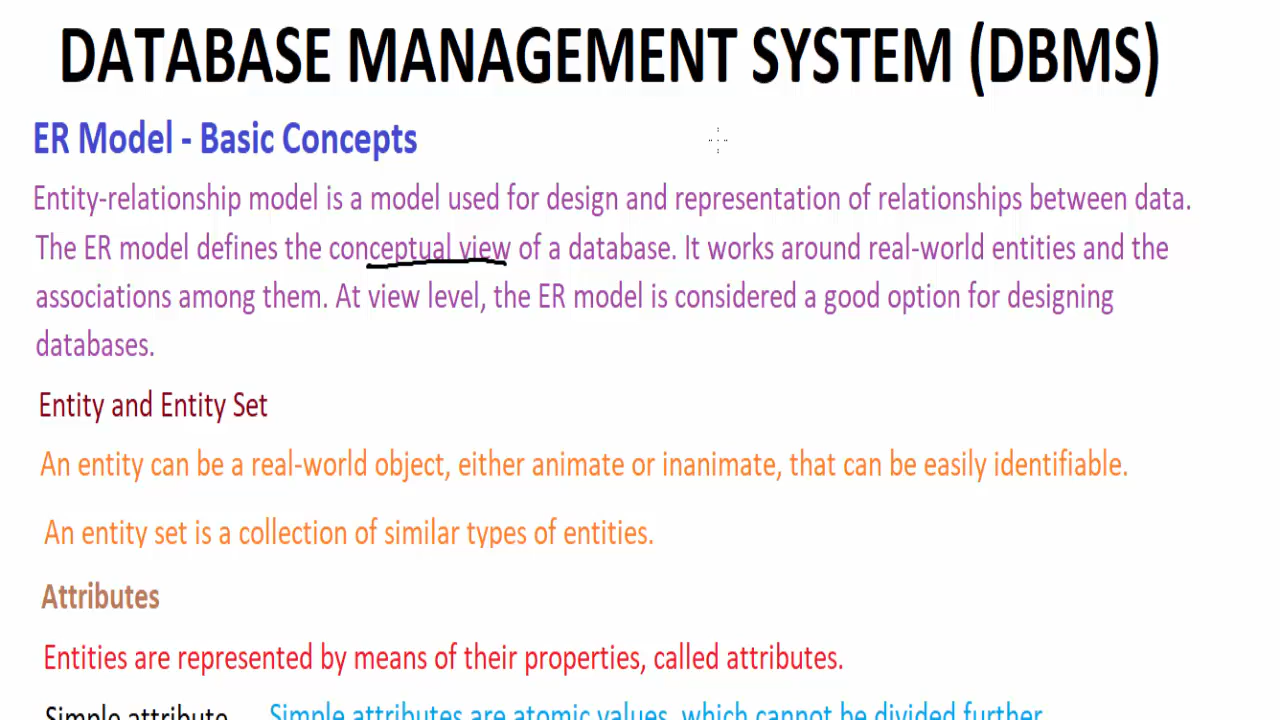 DATABASE MANAGEMENT SYSTEM (DBMS)
ER Model - Basic Concepts
Entity-relationship model is a model used for design and representation of relationships between data.
The ER model defines the conceptual view of a database. It works around real-world entities and the
associations among them. At view level, the ER model is considered a good option for designing
databases.
Entity and Entity Set
An entity can be a real-world object, either animate or inanimate, that can be easily identifiable.
An entity set is a collection of similar types of entities.
Attributes
Entities are represented by means of their properties, called attributes.
Simple attribute Simple attributes are atomic values, which cannot be divided further